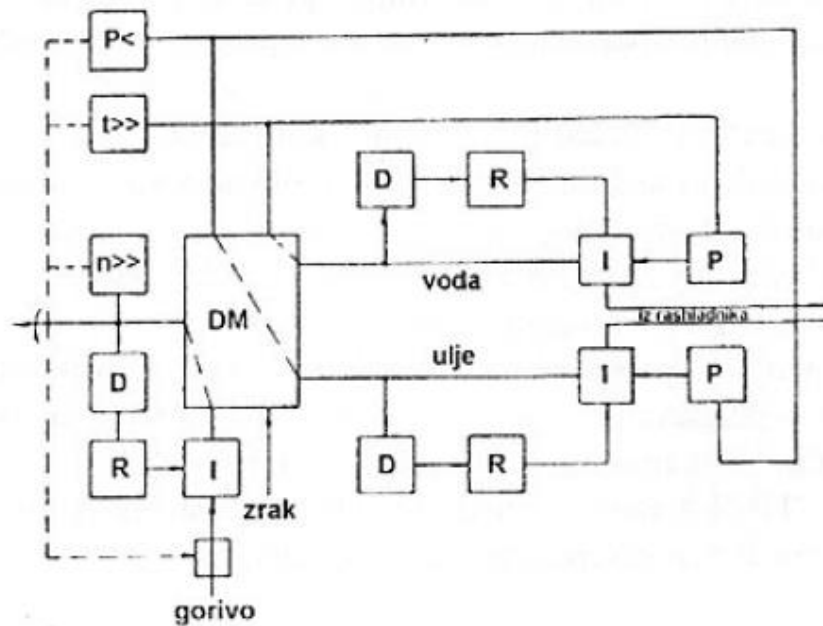 P<
t>>
D
R
n>>
I
P
voda
DM
iz rashladnika
ulje
D
I
P
R
I
D
R
zrak
gorivo